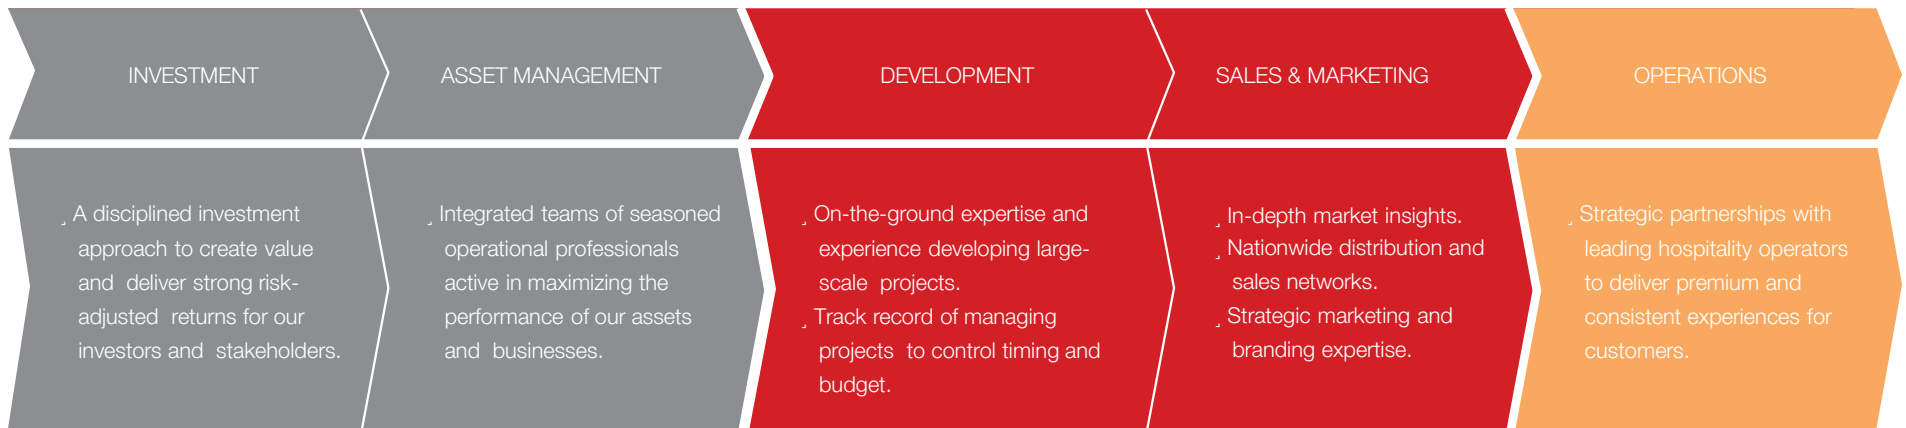 INVESTMENT
ASSET MANAGEMENT
DEVELOPMENT
SALES & MARKETING
OPERATIONS
A disciplined investment
approach to create value
and deliver strong risk-
adjusted returns for our
investors and stakeholders.
Integrated teams of seasoned
operational professionals
active in maximizing the
performance of our assets
and businesses.
On-the-ground expertise and
experience developing large-
scale projects.
Track record of managing
projects to control timing and
budget.
In-depth market insights.
Nationwide distribution and
sales networks.
Strategic marketing and
branding expertise.
Strategic partnerships with
leading hospitality operators
to deliver premium and
consistent experiences for
customers.